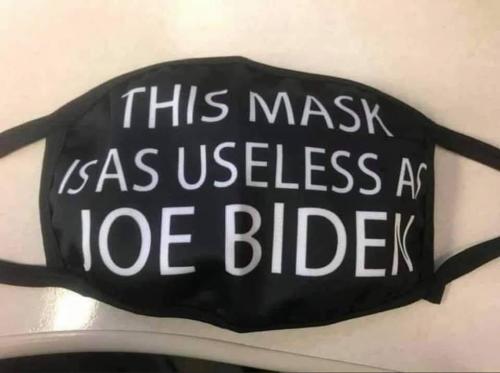 THIS MASK
IS AS USELESS AS
JOE BIDEN